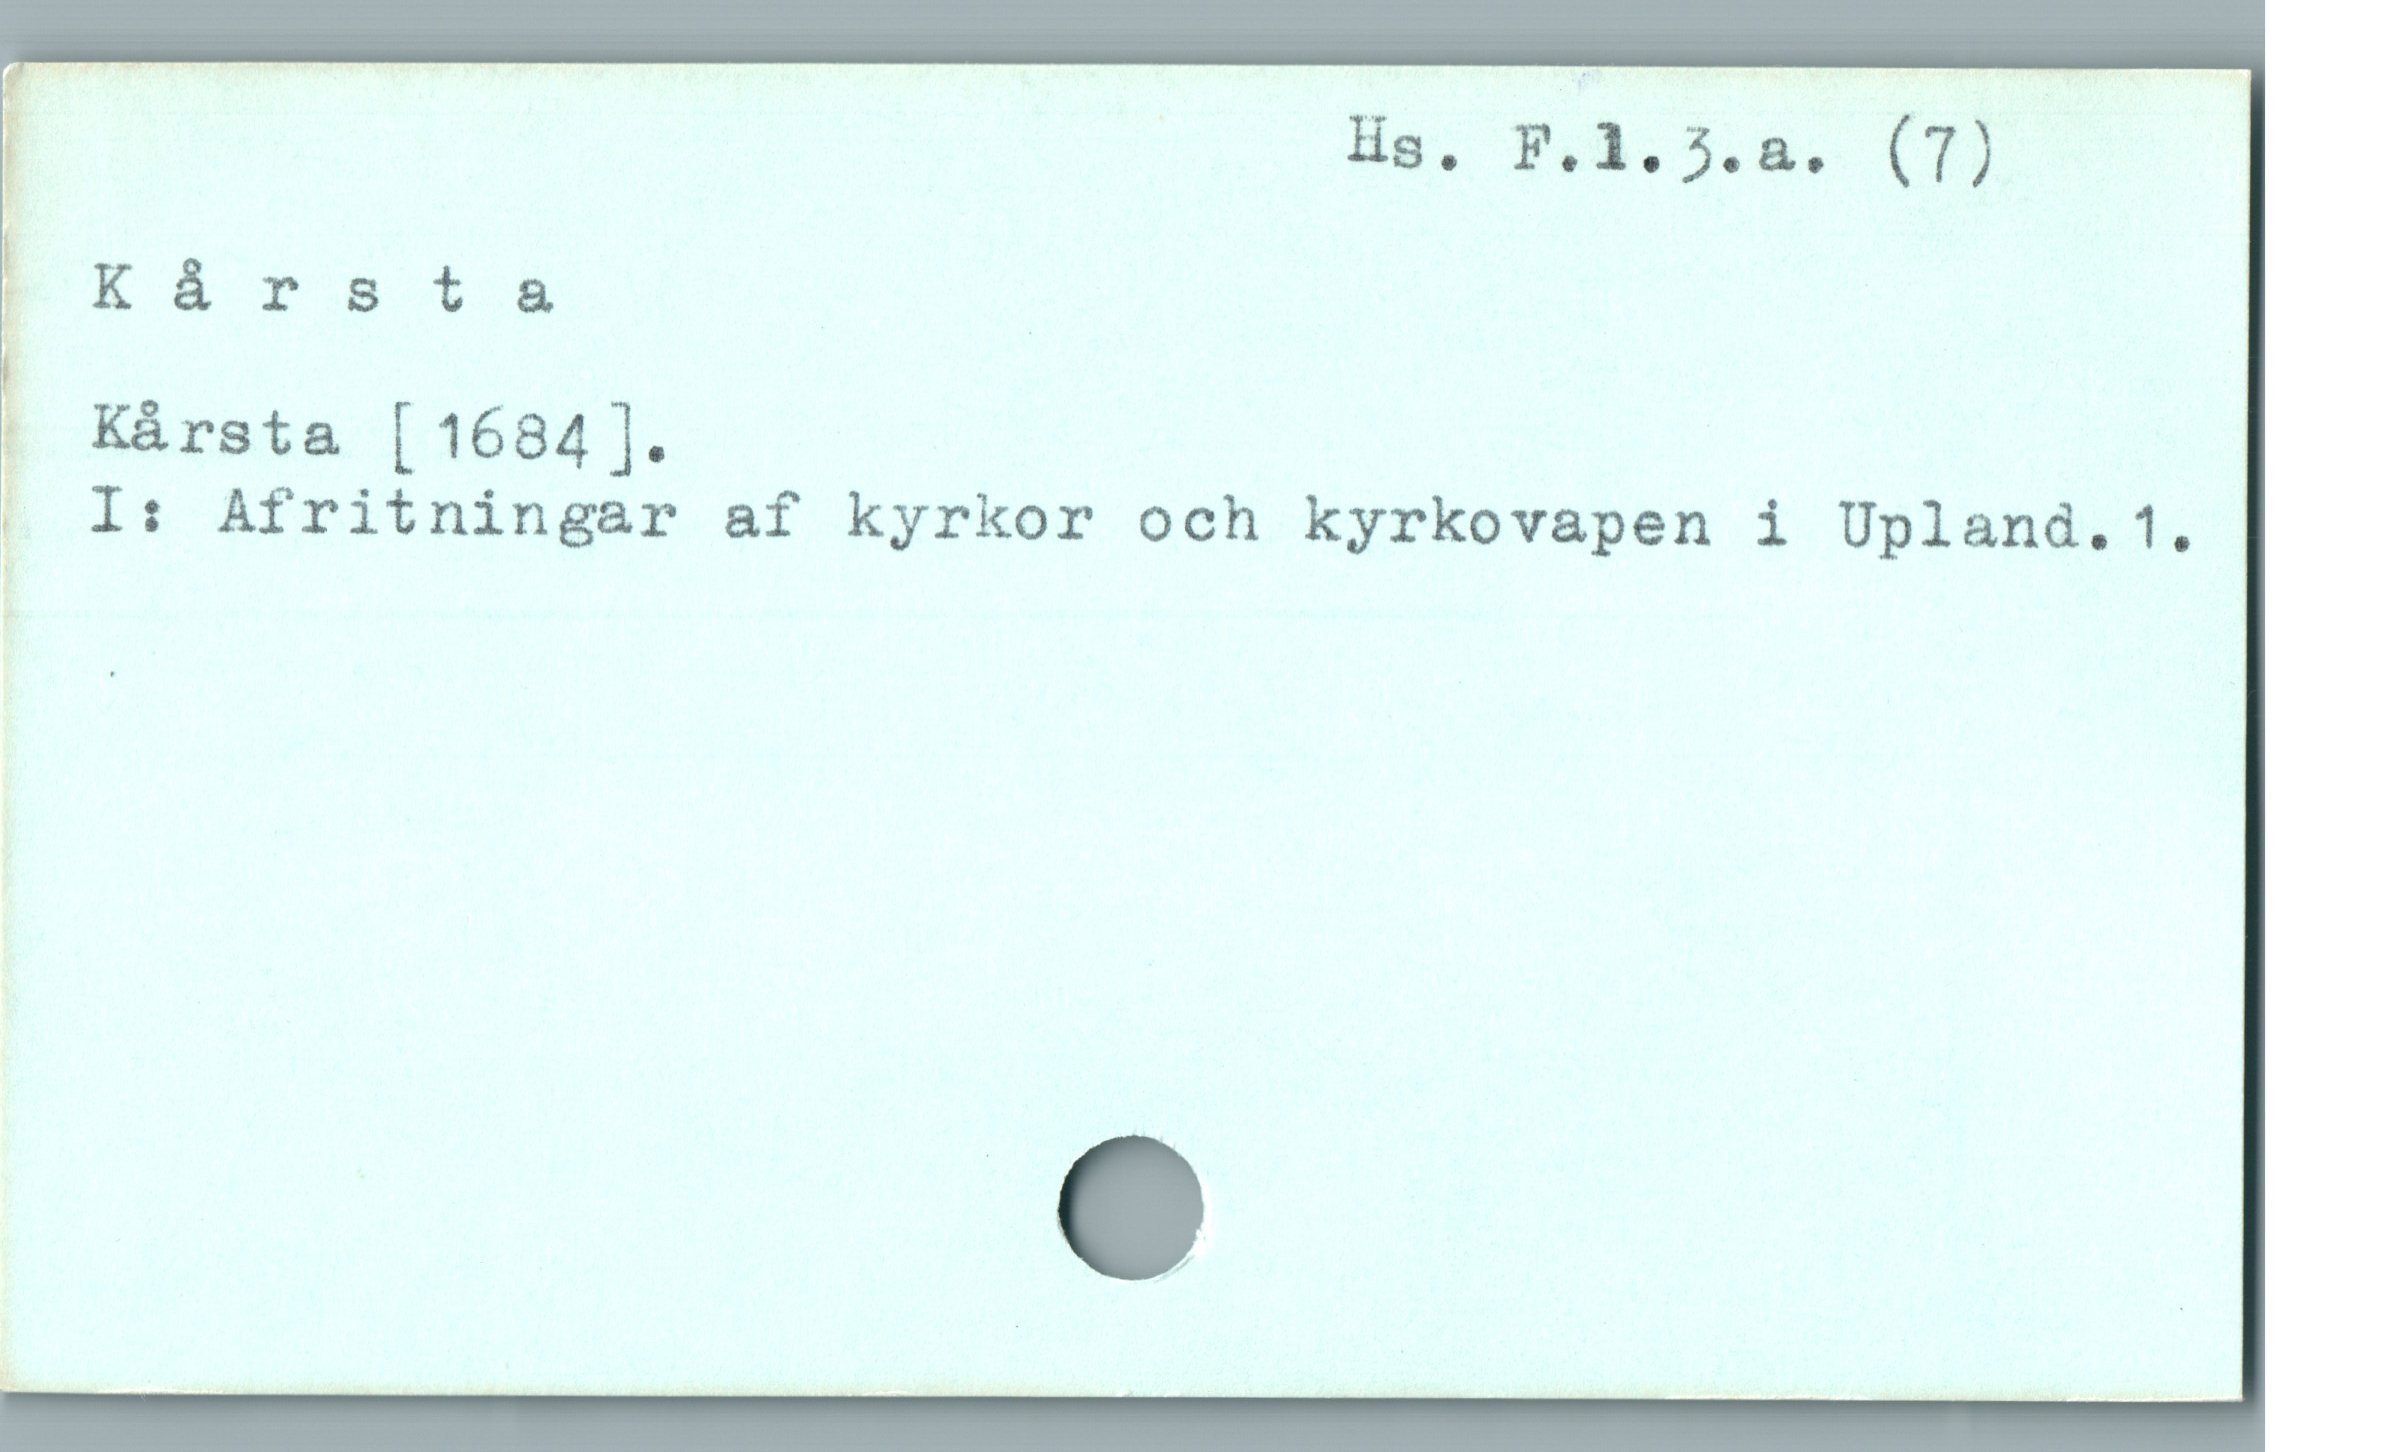 Hs. F.1.3.a. (7)
K å r s t a
Kårsta [1684].
I: Afritningar af kyrkor och kyrkovapen i Upland.1.